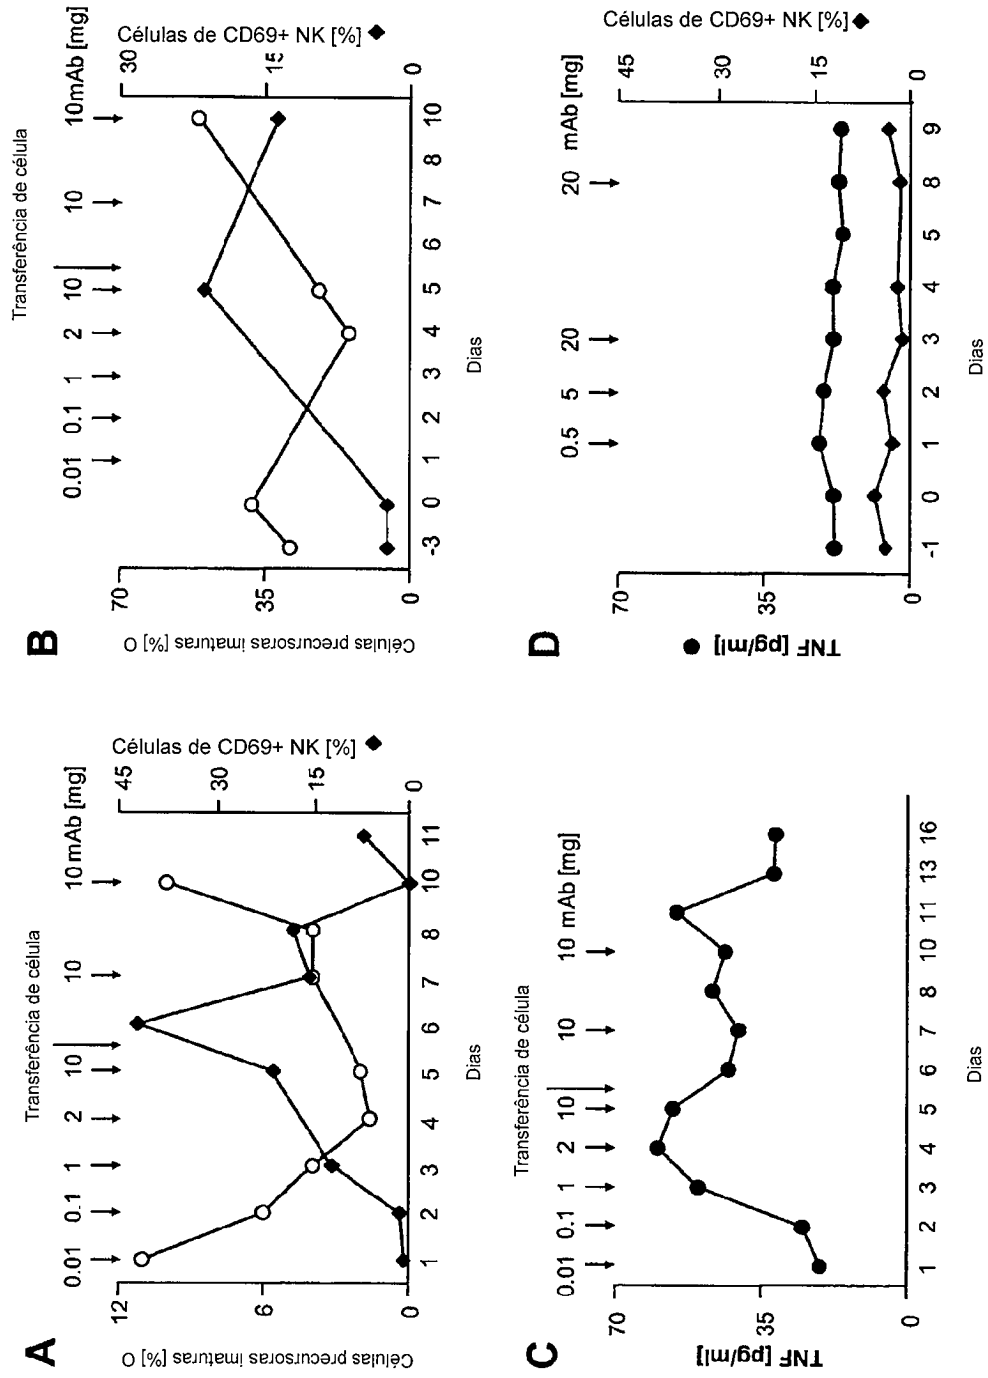 A
Transferência de célula
0.01 0.1 1 2 10 10 10 mAb [mg]
Células de CD69+ NK [%]
Células precursoras imaturas [%] O
12
6
0
45
30
15
0
1 2 3 4 5 6 7 8 10 11
Dias
B
Transferência de célula
0.01 0.1 1 2 10 10 10mAb [mg]
Células de CD69+ NK [%]
Células precursoras imaturas [%] O
70
35
0
30
15
0
-3 0 1 2 3 4 5 6 7 8 10
Dias
C
Transferência de célula
0.01 0.1 1 2 10 10 10 mAb [mg]
TNF [pg/ml]
70
35
0
1 2 3 4 5 6 7 8 10 11 13 16
Dias
D
0.5 5 20 20 mAb [mg]
Células de CD69+ NK [%]
TNF [pg/ml]
70
35
0
45
30
15
0
-1 0 1 2 3 4 5 8 9
Dias